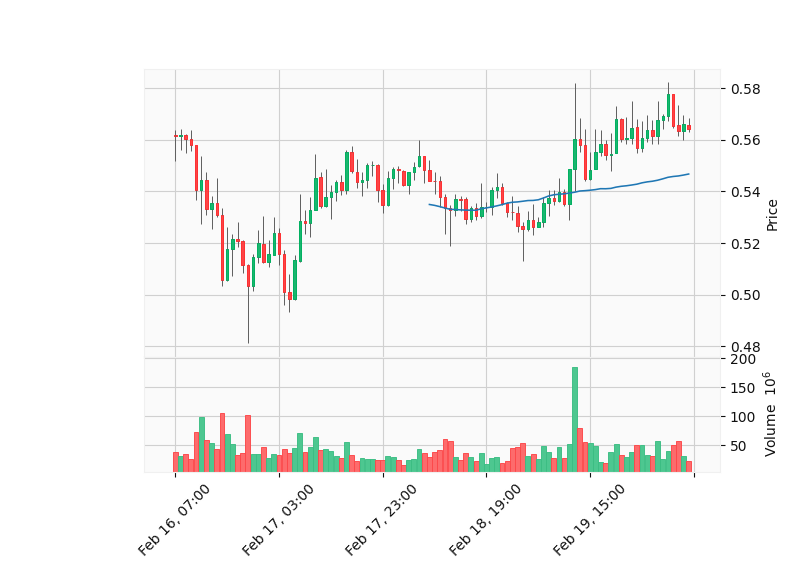 0.58
0.56
0.54
0.52
0.50
0.48
Price
200
150
100
50
Volume 10^6
Feb 16, 07:00
Feb 17, 03:00
Feb 17, 23:00
Feb 18, 19:00
Feb 19, 15:00